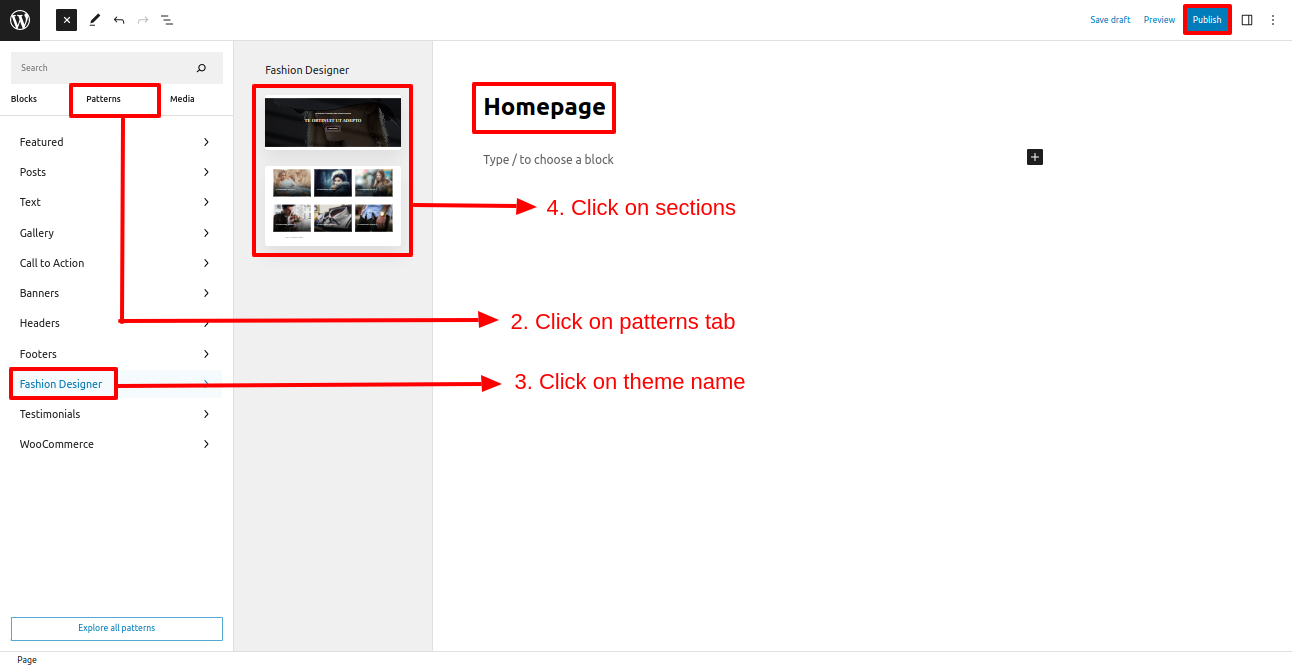 Save draft
Preview
Publish
Search
Blocks
Patterns
Media
Featured
Posts
Text
Gallery
Call to Action
Banners
Headers
Footers
Fashion Designer
Testimonials
WooCommerce
Explore all patterns
Page
Fashion Designer
TE OBTINUIT UT ADEPTO
Homepage
Type / to choose a block
4. Click on sections
2. Click on patterns tab
3. Click on theme name